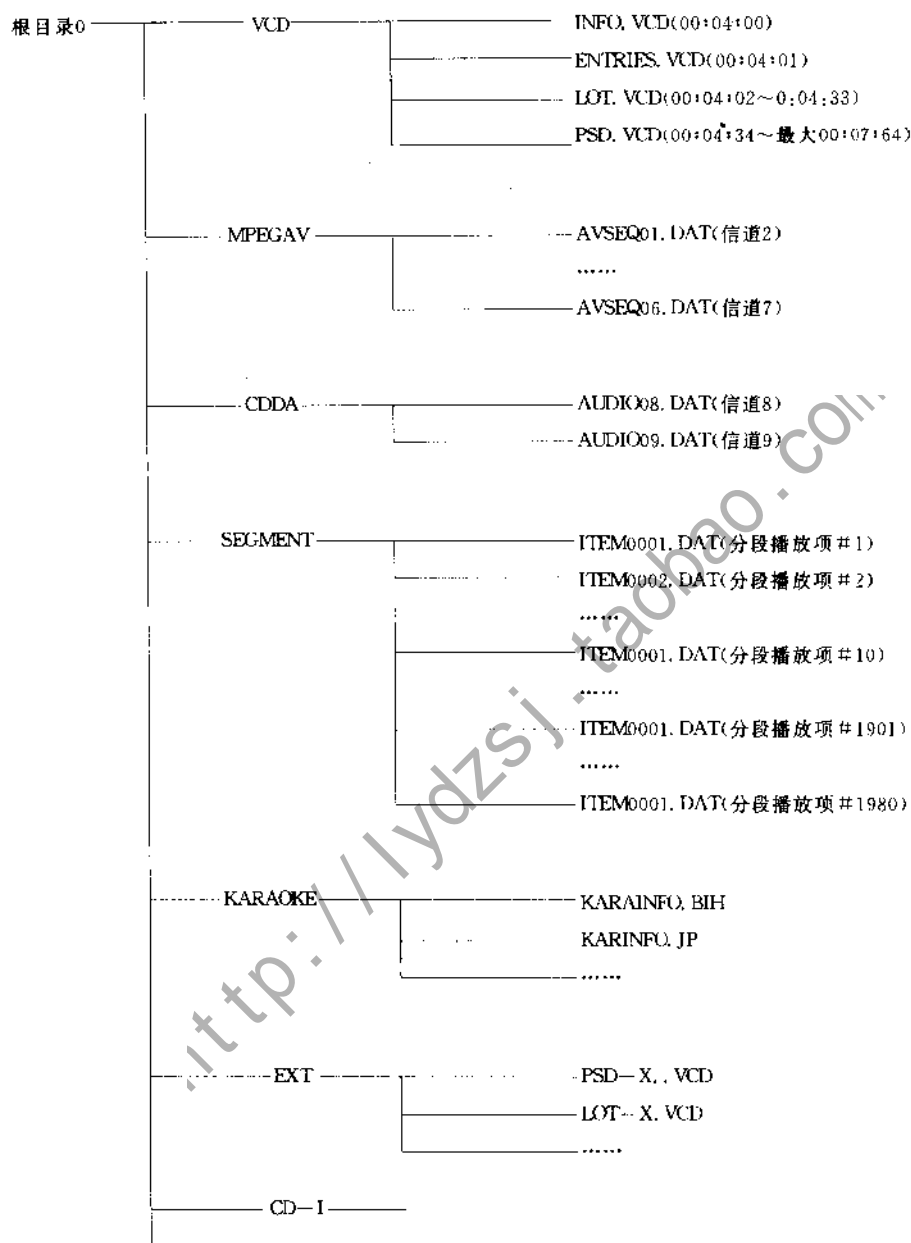 根目录0 VCD INFO. VCD(00:04:00)
ENTRIES. VCD(00:04:01)
LOT. VCD(00:04:02～0:04:33)
PSD. VCD(00:04:34～最大00:07:64)
MPEGAV AVSEQ01. DAT(信道2)
……
AVSEQ06. DAT(信道7)
CDDA AUDIO08. DAT(信道8)
AUDIO09. DAT(信道9)
SEGMENT ITEM0001. DAT(分段播放项#1)
ITEM0002. DAT(分段播放项#2)
……
ITEM0001. DAT(分段播放项#10)
……
ITEM0001. DAT(分段播放项#1901)
……
ITEM0001. DAT(分段播放项#1980)
KARAOKE KARAINFO. BIH
KARINFO. JP
……
EXT PSD-X.. VCD
LOT-X. VCD
……
CD-I
http://lydzsj.taobao.com